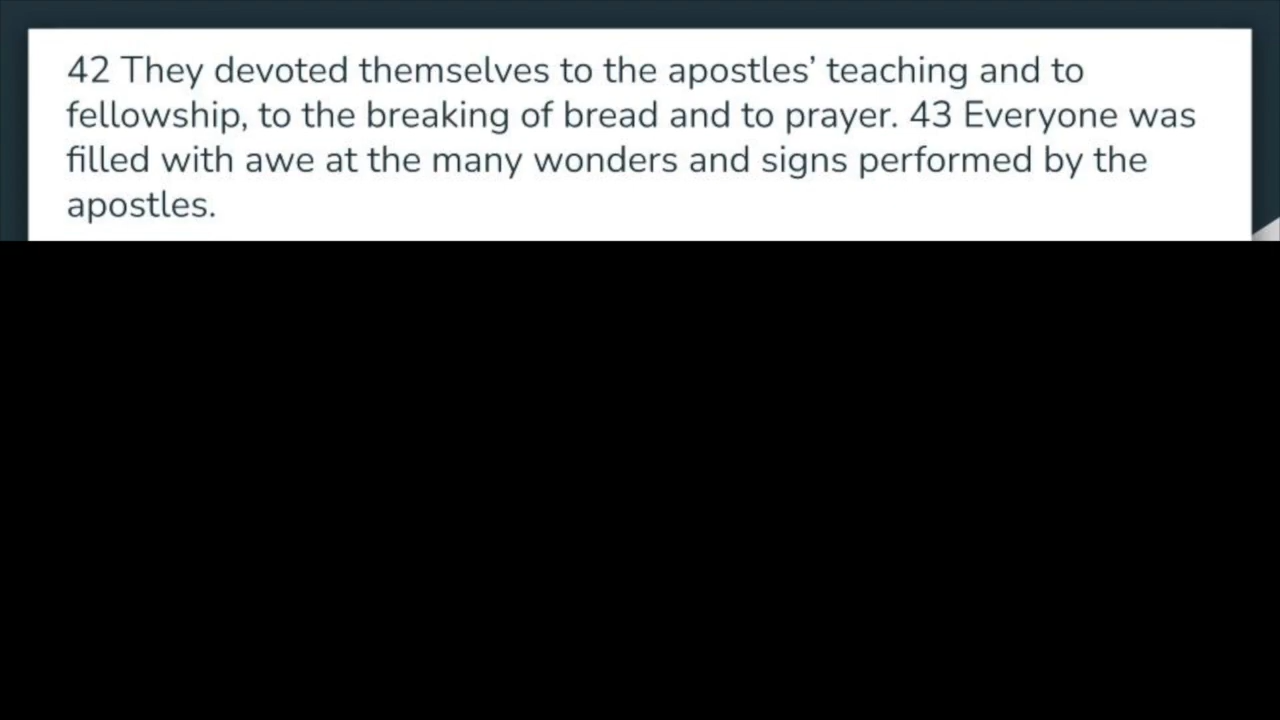 42 They devoted themselves to the apostles’ teaching and to
fellowship, to the breaking of bread and to prayer. 43 Everyone was
filled with awe at the many wonders and signs performed by the
apostles.